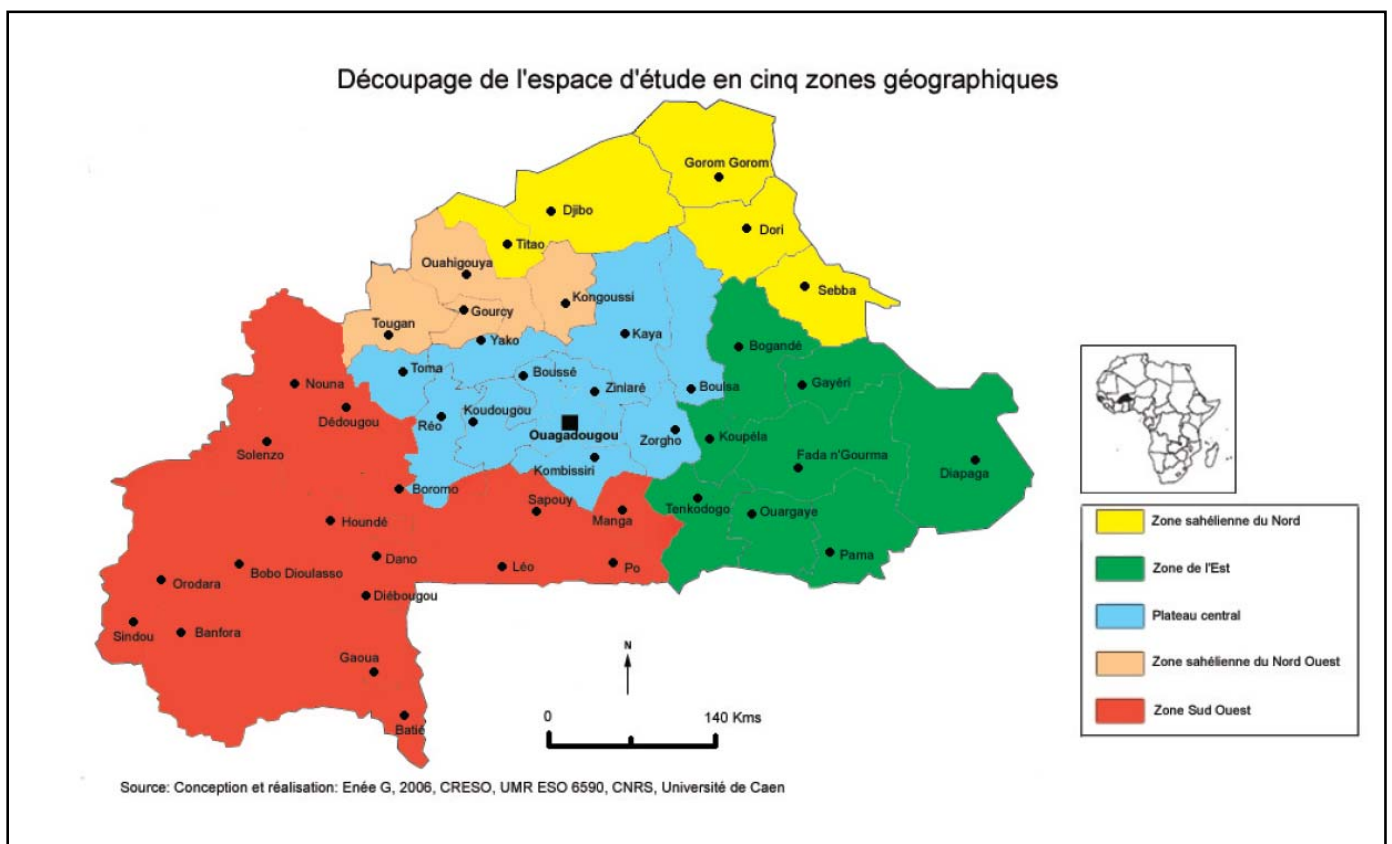 Découpage de l'espace d'étude en cinq zones géographiques
Gorom Gorom
Djibo
Dori
Titao
Ouahigouya
Sebba
Kongoussi
Gourcy
Tougan
Yako
Kaya
Bogandé
Toma
Boussé
Nouna
Ziniaré
Boulsa
Gayéri
Dédougou
Réo
Koudougou
Ouagadougou
Zorgho
Koupéla
Solenzo
Kombissiri
Fada n'Gourma
Diapaga
Boromo
Sapouy
Manga
Tenkodogo
Ouargaye
Houndé
Pama
Dano
Bobo Dioulasso
Léo
Po
Orodara
Diébougou
Sindou
Banfora
Gaoua
Batié
N
0
140 Kms
Zone sahélienne du Nord
Zone de l'Est
Plateau central
Zone sahélienne du Nord Ouest
Zone Sud Ouest
Source: Conception et réalisation: Enée G, 2006, CRESO, UMR ESO 6590, CNRS, Université de Caen